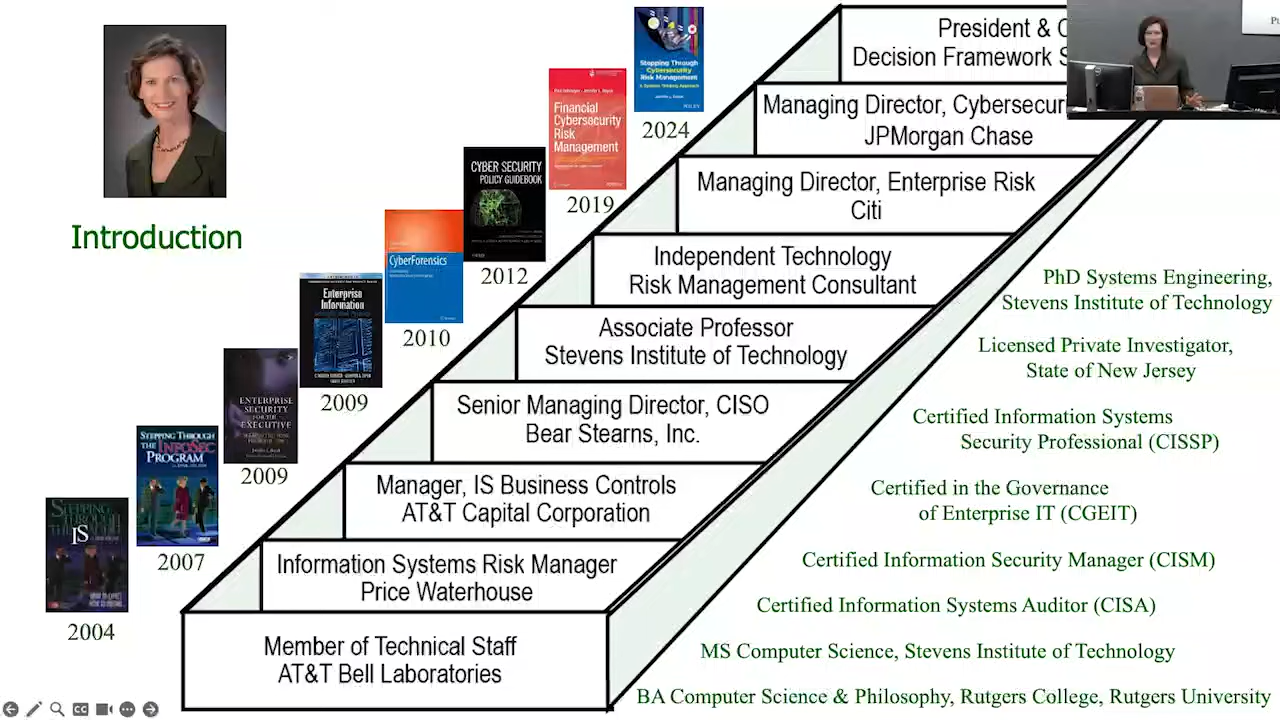 Introduction
2004
2007
2009
2009
2010
2012
2019
2024
STEPPING THROUGH
THE INFOSEC
PROGRAM
ENTERPRISE
SECURITY
FOR THE
EXECUTIVE
Enterprise
Information
CyberForensics
CYBER SECURITY
POLICY GUIDEBOOK
Financial
Cybersecurity
Risk
Management
Stepping Through
Cybersecurity
Risk Management
A Systems Thinking Approach
WILEY
President & C
Decision Framework S
Managing Director, Cybersecur
JPMorgan Chase
Managing Director, Enterprise Risk
Citi
Independent Technology
Risk Management Consultant
Associate Professor
Stevens Institute of Technology
Senior Managing Director, CISO
Bear Stearns, Inc.
Manager, IS Business Controls
AT&T Capital Corporation
Information Systems Risk Manager
Price Waterhouse
Member of Technical Staff
AT&T Bell Laboratories
PhD Systems Engineering,
Stevens Institute of Technology
Licensed Private Investigator,
State of New Jersey
Certified Information Systems
Security Professional (CISSP)
Certified in the Governance
of Enterprise IT (CGEIT)
Certified Information Security Manager (CISM)
Certified Information Systems Auditor (CISA)
MS Computer Science, Stevens Institute of Technology
BA Computer Science & Philosophy, Rutgers College, Rutgers University